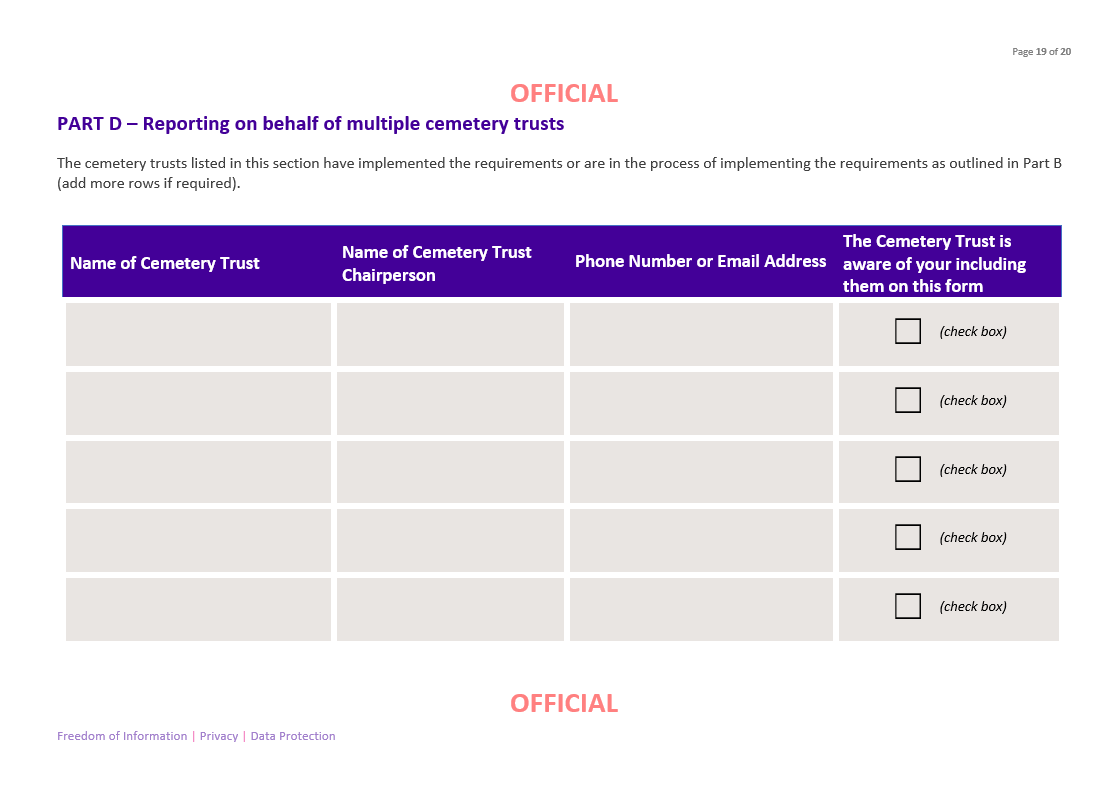 Page 19 of 20
OFFICIAL
PART D – Reporting on behalf of multiple cemetery trusts
The cemetery trusts listed in this section have implemented the requirements or are in the process of implementing the requirements as outlined in Part B
(add more rows if required).
Name of Cemetery Trust
Name of Cemetery Trust
Chairperson
Phone Number or Email Address
The Cemetery Trust is
aware of your including
them on this form
(check box)
(check box)
(check box)
(check box)
(check box)
OFFICIAL
Freedom of Information | Privacy | Data Protection